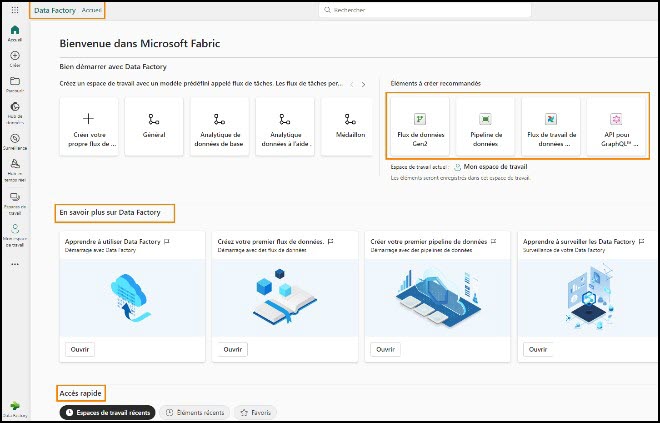 Data Factory Accueil
Rechercher
Accueil
Créer
Parcourir
Hub de
données
Surveillance
Hub en
temps réel
Espaces de
travail
Mon espace
de travail
Data Factory
Bienvenue dans Microsoft Fabric
Bien démarrer avec Data Factory
Créez un espace de travail avec un modèle prédéfini appelé flux de tâches. Les flux de tâches per...
Créer votre
propre flux de ...
Général
Analytique de
données de base
Analytique
données à l'aide ..
Médaillon
Éléments à créer recommandés
Flux de données
Gen2
Pipeline de
données
Flux de travail de
données ...
API pour
GraphQL™ ...
Espace de travail actuel : Mon espace de travail
Les éléments seront enregistrés dans cet espace de travail
En savoir plus sur Data Factory
Apprendre à utiliser Data Factory
Démarrage avec Data Factory
Ouvrir
Créez votre premier flux de données.
Démarrage avec des flux de données
Ouvrir
Créer votre premier pipeline de données
Démarrage avec des pipelines de données
Ouvrir
Apprendre à surveiller les Data Factory
Surveillance de votre Data Factory
Ouvrir
Accès rapide
Espaces de travail récents
Éléments récents
Favoris